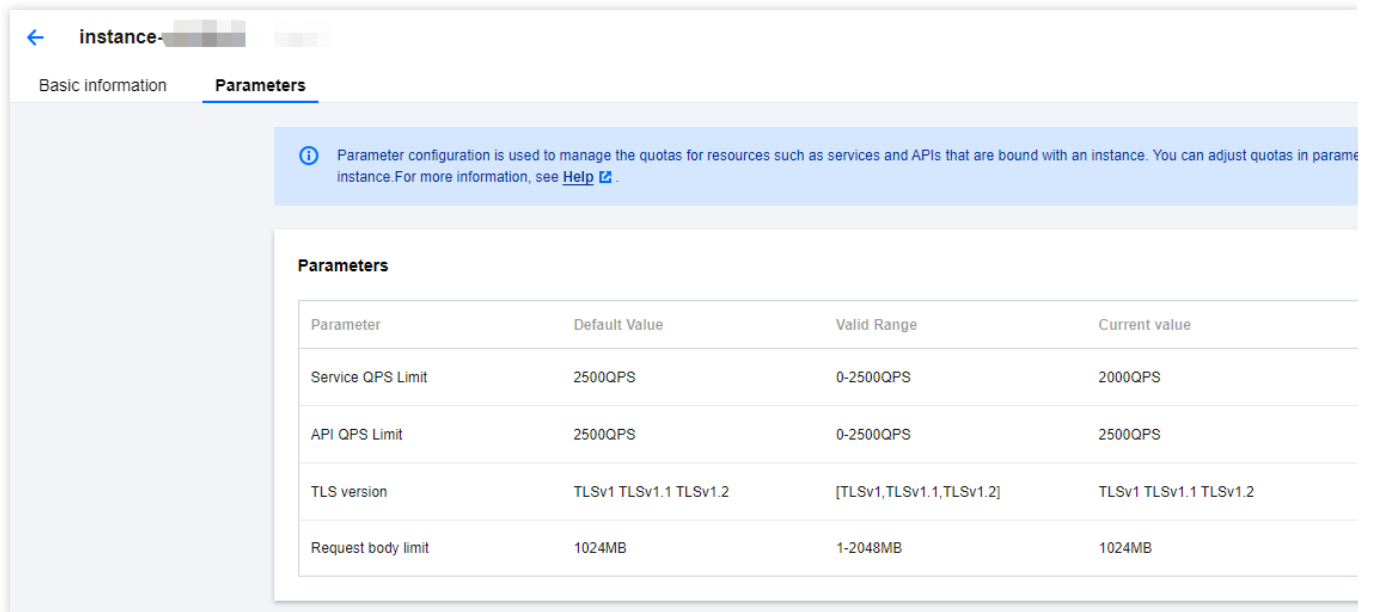 instance-
Basic information Parameters
Parameter configuration is used to manage the quotas for resources such as services and APIs that are bound with an instance. You can adjust quotas in parame
instance.For more information, see Help .
Parameters
Parameter Default Value Valid Range Current value
Service QPS Limit 2500QPS 0-2500QPS 2000QPS
API QPS Limit 2500QPS 0-2500QPS 2500QPS
TLS version TLSv1 TLSv1.1 TLSv1.2 [TLSv1,TLSv1.1,TLSv1.2] TLSv1 TLSv1.1 TLSv1.2
Request body limit 1024MB 1-2048MB 1024MB